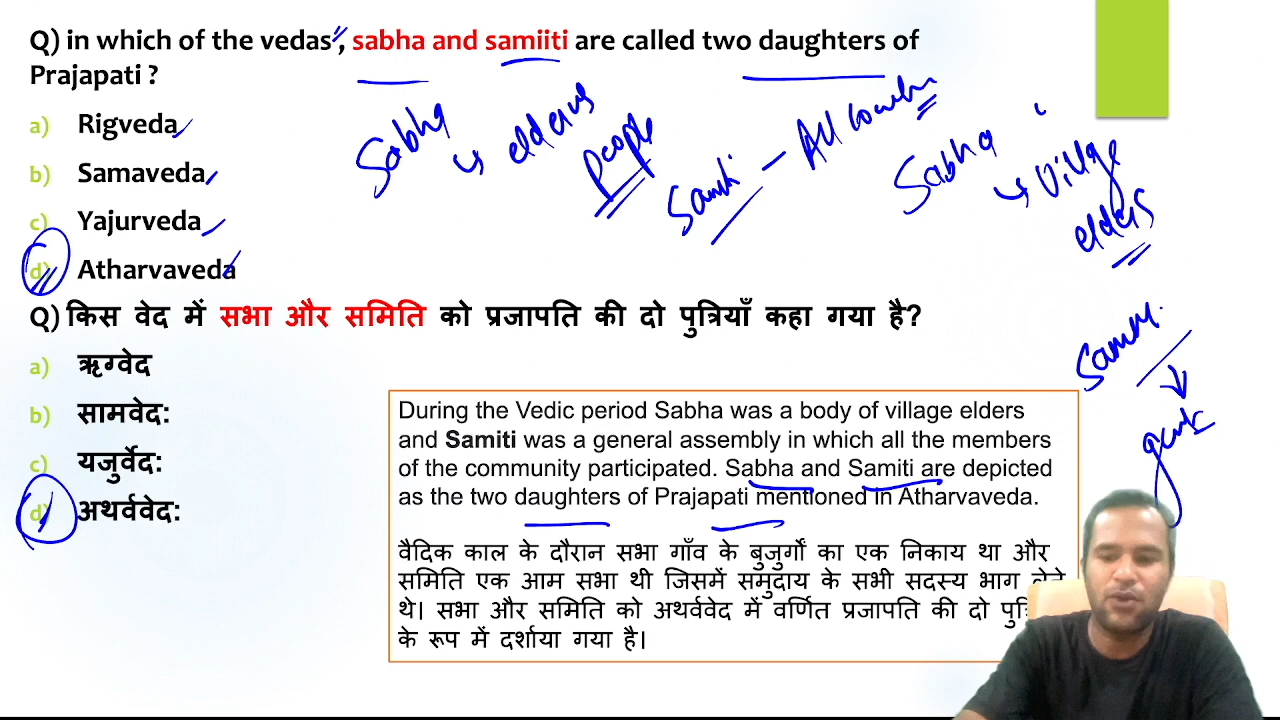 Q) in which of the vedas , sabha and samiiti are called two daughters of
Prajapati ?
a) Rigveda
b) Samaveda
c) Yajurveda
d) Atharvaveda
Sabha
elders
People
Samiti -
Sabha
village
elders
Q) किस वेद में सभा और समिति को प्रजापति की दो पुत्रियाँ कहा गया है?
a) ऋग्वेद
b) सामवेद:
c) यजुर्वेद:
d) अथर्ववेद:
During the Vedic period Sabha was a body of village elders
and Samiti was a general assembly in which all the members
of the community participated. Sabha and Samiti are depicted
as the two daughters of Prajapati mentioned in Atharvaveda.
वैदिक काल के दौरान सभा गाँव के बुजुर्गों का एक निकाय था और
समिति एक आम सभा थी जिसमें समुदाय के सभी सदस्य भाग लेते
थे। सभा और समिति को अथर्ववेद में वर्णित प्रजापति की दो
के रूप में दर्शाया गया है।